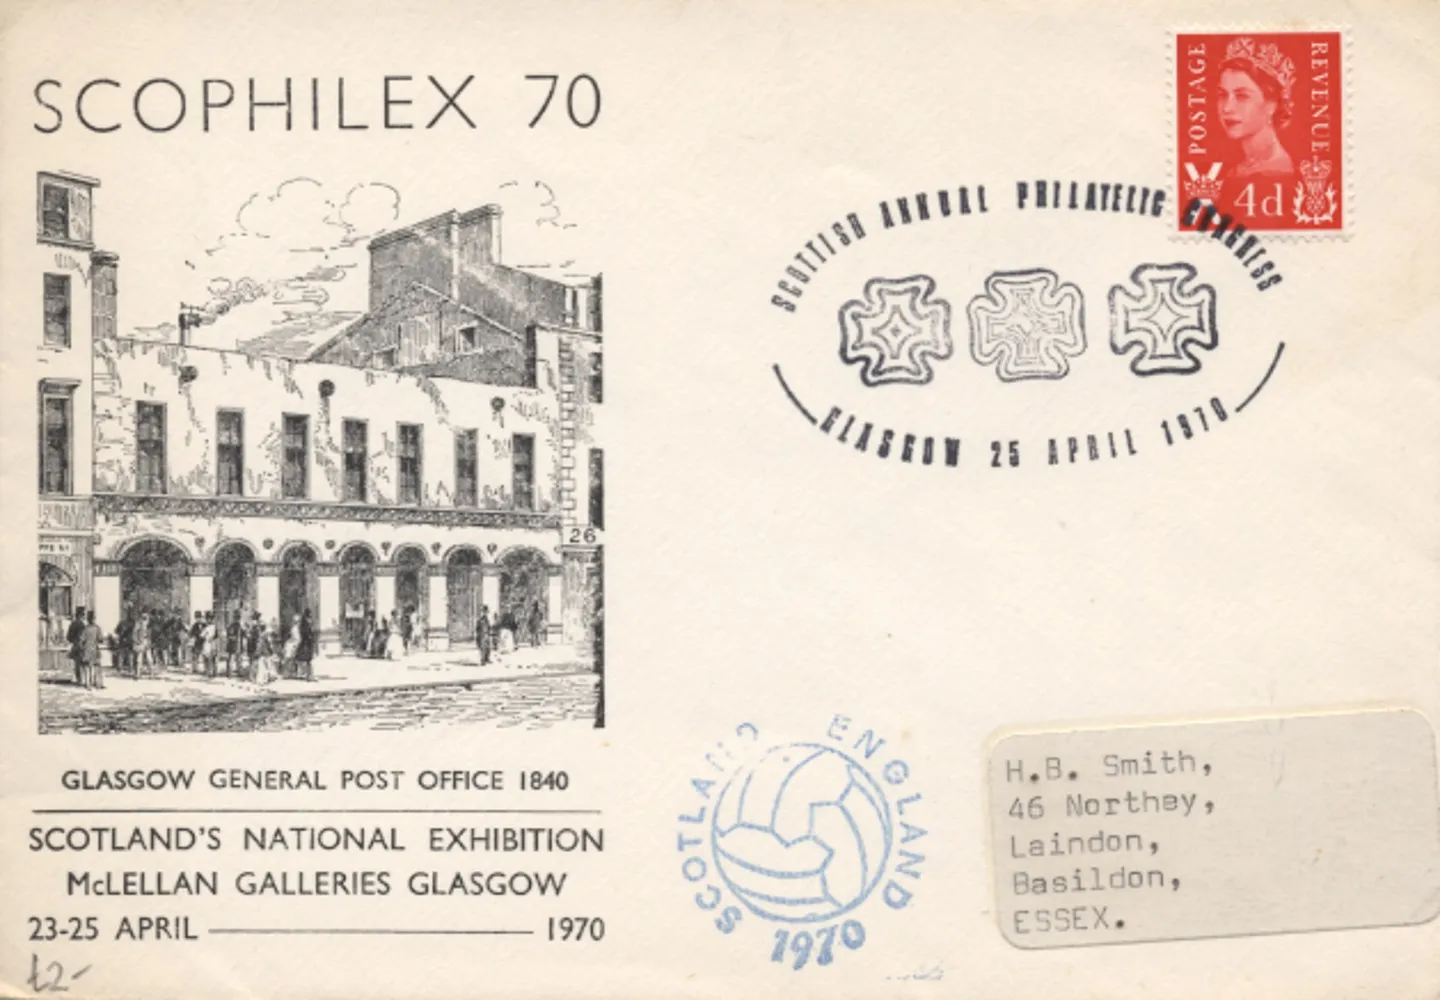 SCOPHILEX 70
26
GLASGOW GENERAL POST OFFICE 1840
SCOTLAND'S NATIONAL EXHIBITION
McLELLAN GALLERIES GLASGOW
23-25 APRIL 1970
£2-
POSTAGE
REVENUE
4d
SCOTTISH ANNUAL PHILATELIC CONGRESS
GLASGOW 25 APRIL 1970
SCOTLAND ENGLAND
1970
H.B. Smith,
46 Northey,
Laindon,
Basildon,
ESSEX.